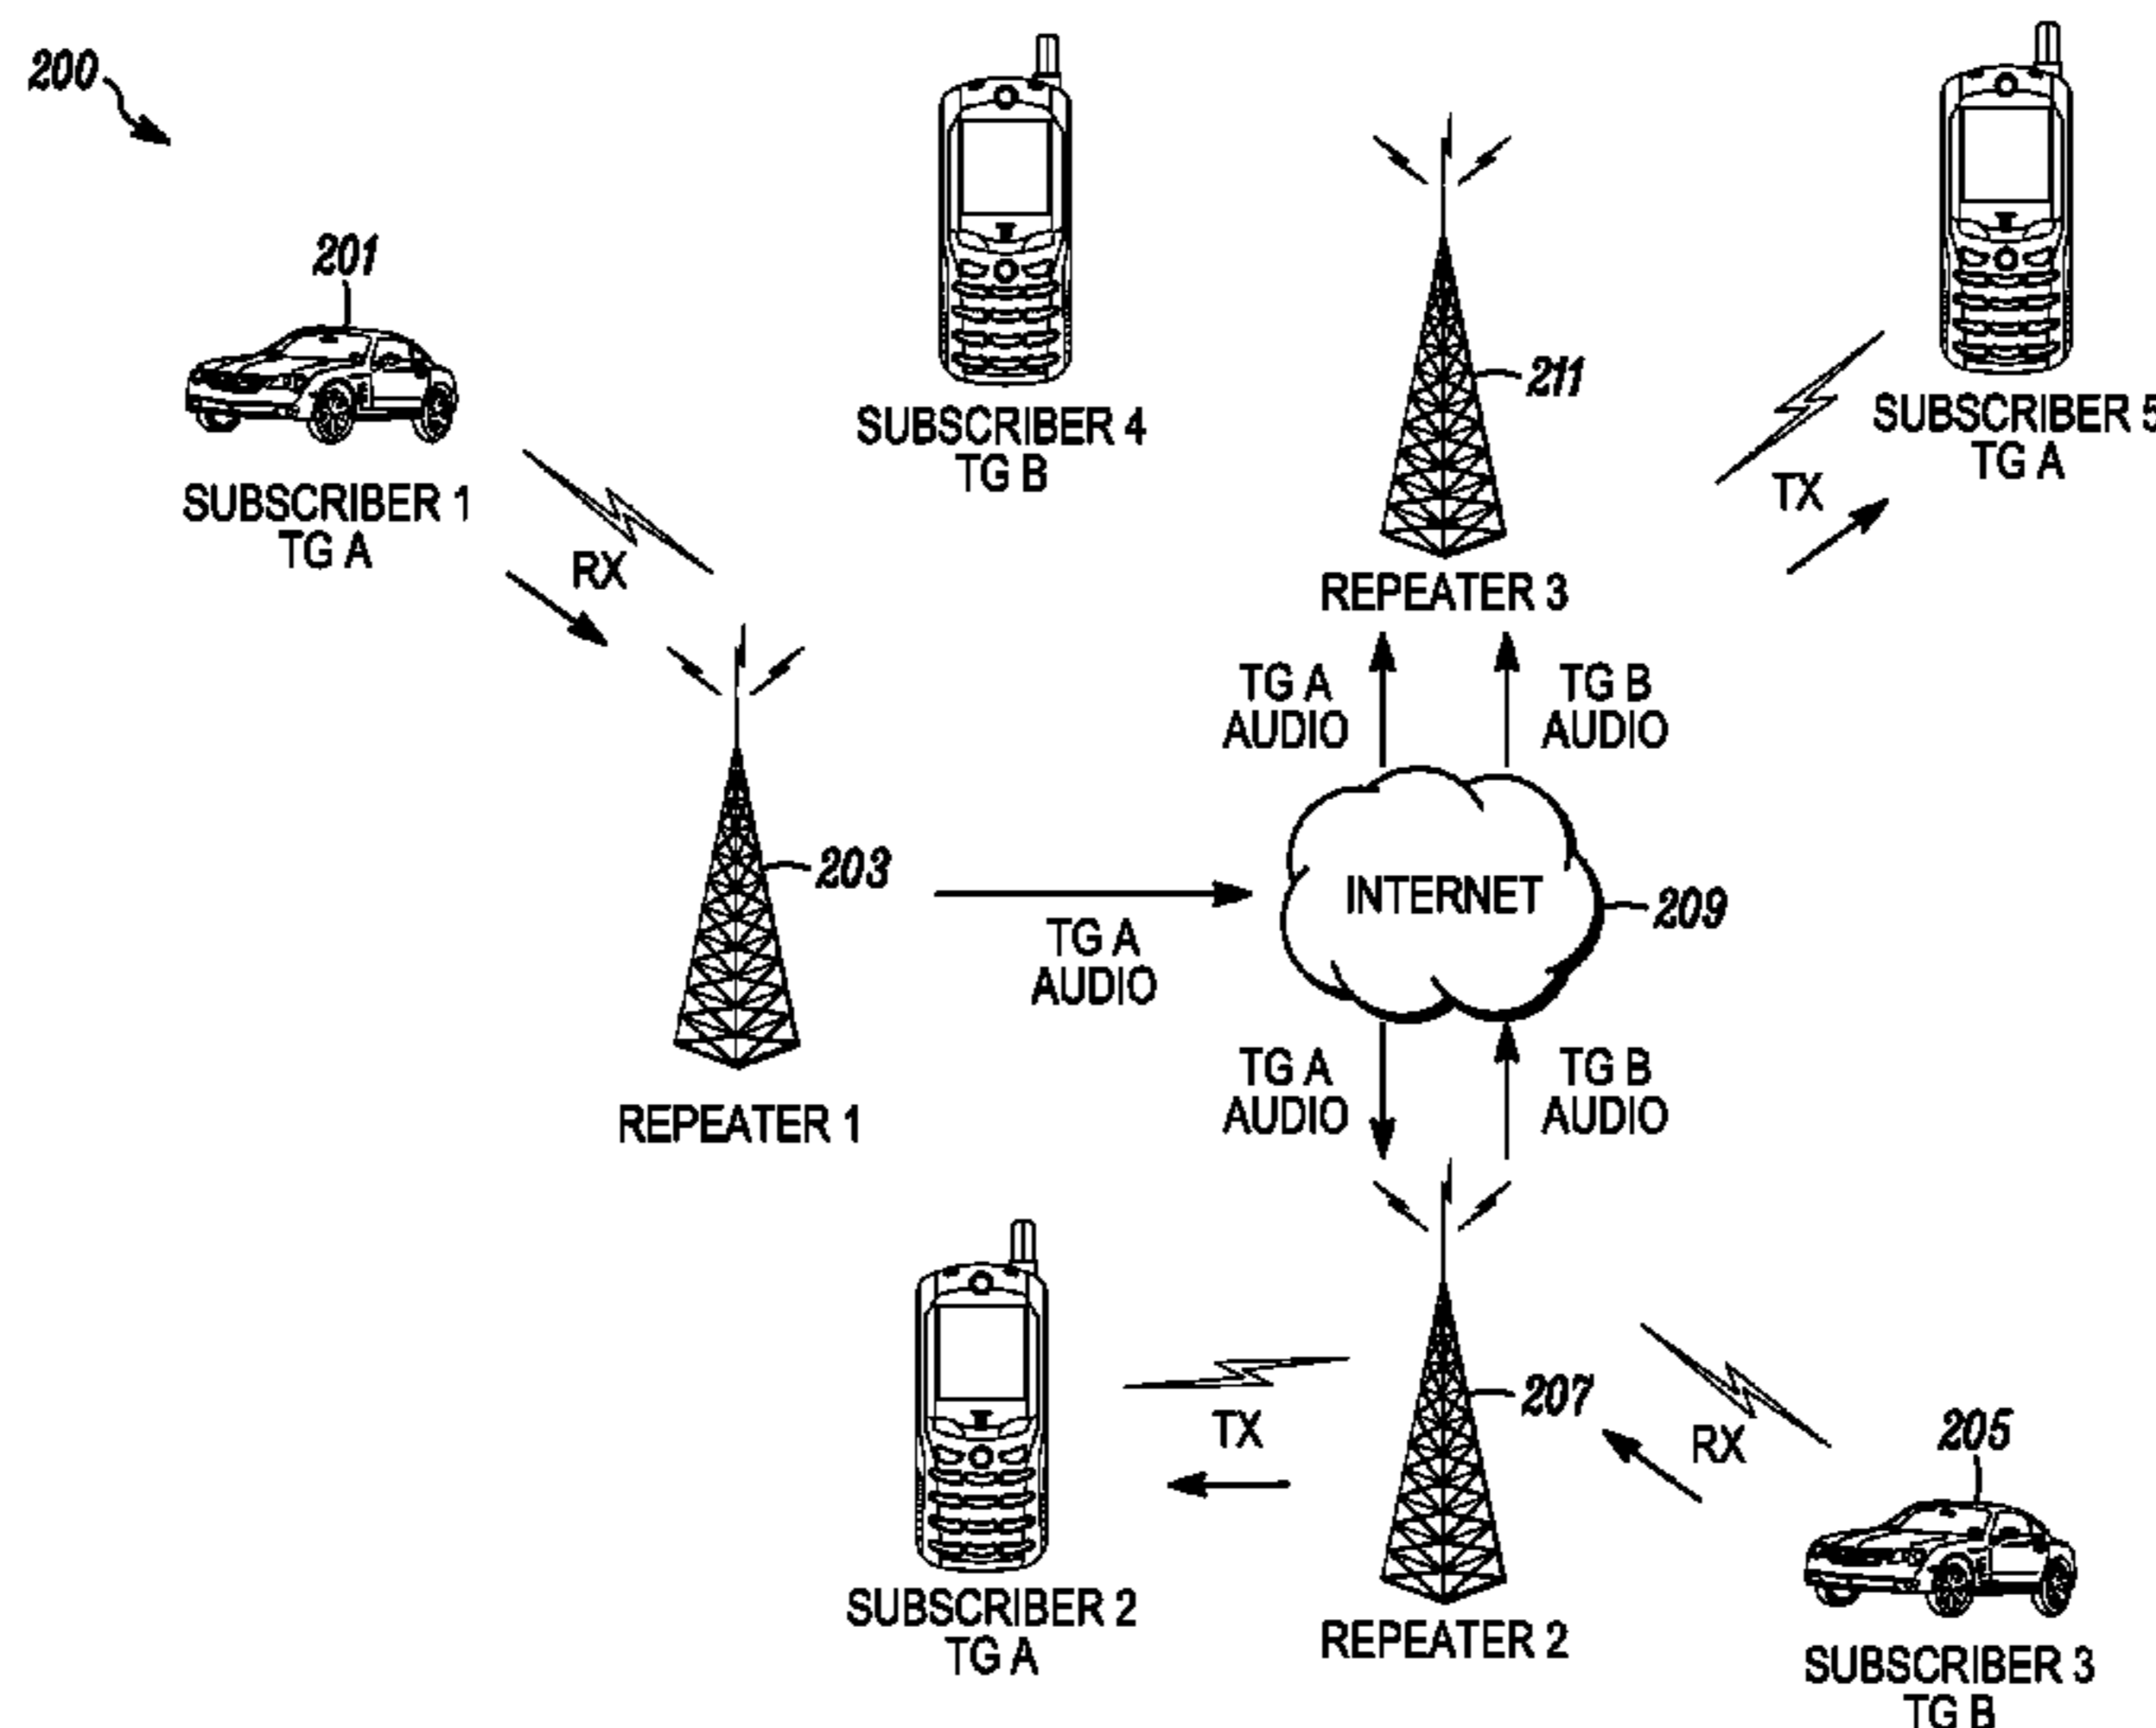 200
201
SUBSCRIBER 1
TG A
RX
SUBSCRIBER 4
TG B
211
REPEATER 3
SUBSCRIBER 5
TG A
TX
TG A
AUDIO
TG B
AUDIO
203
REPEATER 1
TG A
AUDIO
INTERNET
209
TG A
AUDIO
TG B
AUDIO
SUBSCRIBER 2
TG A
TX
207
REPEATER 2
RX
205
SUBSCRIBER 3
TG B